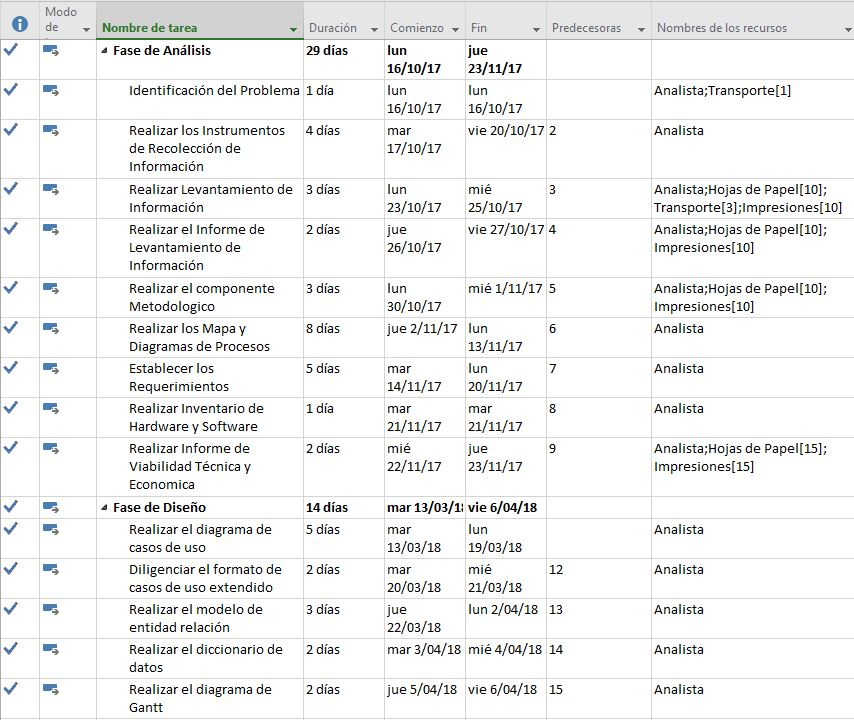 Modo
de
Nombre de tarea Duración Comienzo Fin Predecesoras Nombres de los recursos
Fase de Análisis 29 días lun 16/10/17 jue 23/11/17
Identificación del Problema 1 día lun 16/10/17 lun 16/10/17 Analista;Transporte[1]
Realizar los Instrumentos de Recolección de Información 4 días mar 17/10/17 vie 20/10/17 2 Analista
Realizar Levantamiento de Información 3 días lun 23/10/17 mié 25/10/17 3 Analista;Hojas de Papel[10]; Transporte[3];Impresiones[10]
Realizar el Informe de Levantamiento de Información 2 días jue 26/10/17 vie 27/10/17 4 Analista;Hojas de Papel[10]; Impresiones[10]
Realizar el componente Metodologico 3 días lun 30/10/17 mié 1/11/17 5 Analista;Hojas de Papel[10]; Impresiones[10]
Realizar los Mapa y Diagramas de Procesos 8 días jue 2/11/17 lun 13/11/17 6 Analista
Establecer los Requerimientos 5 días mar 14/11/17 lun 20/11/17 7 Analista
Realizar Inventario de Hardware y Software 1 día mar 21/11/17 mar 21/11/17 8 Analista
Realizar Informe de Viabilidad Técnica y Economica 2 días mié 22/11/17 jue 23/11/17 9 Analista;Hojas de Papel[15]; Impresiones[15]
Fase de Diseño 14 días mar 13/03/18 vie 6/04/18
Realizar el diagrama de casos de uso 5 días mar 13/03/18 lun 19/03/18 Analista
Diligenciar el formato de casos de uso extendido 2 días mar 20/03/18 mié 21/03/18 12 Analista
Realizar el modelo de entidad relación 3 días jue 22/03/18 lun 2/04/18 13 Analista
Realizar el diccionario de datos 2 días mar 3/04/18 mié 4/04/18 14 Analista
Realizar el diagrama de Gantt 2 días jue 5/04/18 vie 6/04/18 15 Analista